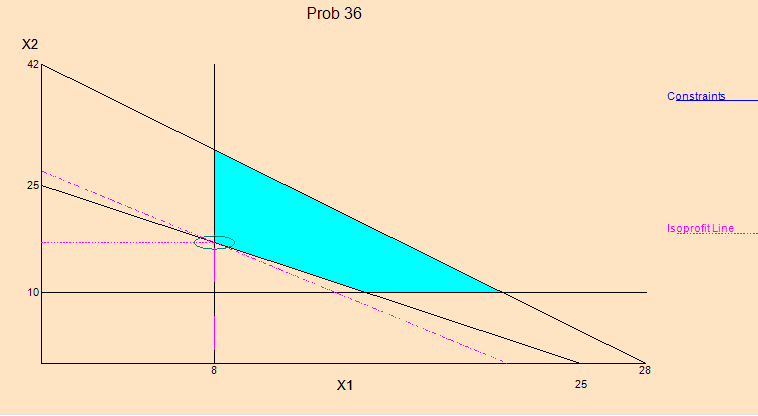 Prob 36
X2
42
Constraints
25
Isoprofit Line
10
8
28
X1
25